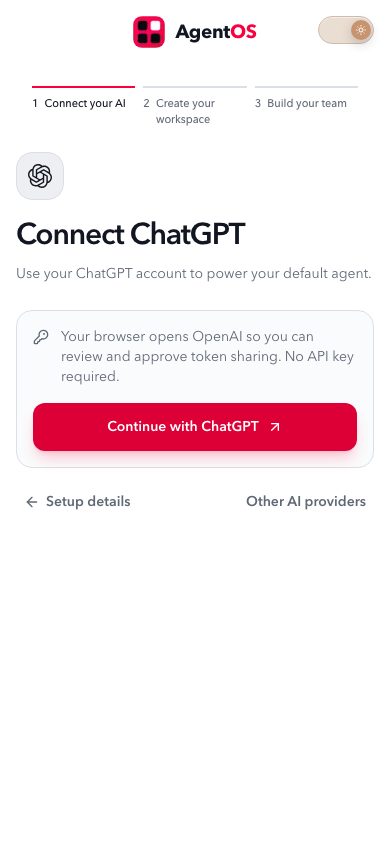 AgentOS
1 Connect your AI
2 Create your
workspace
3 Build your team
Connect ChatGPT
Use your ChatGPT account to power your default agent.
Your browser opens OpenAI so you can
review and approve token sharing. No API key
required.
Continue with ChatGPT
Setup details
Other AI providers